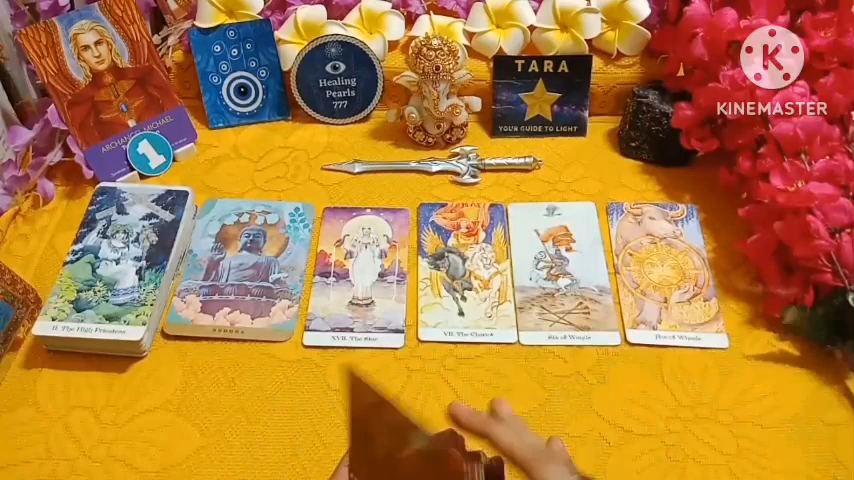 K
KINEMASTER
ARCHANGEL MICHAEL
1
Healing
Pearls
777
TARA
YOUR GUIDE TO LIGHT
II. The High Priestess
BUDDHA
XVII. The Star
VII. The Chariot
Six of Wands